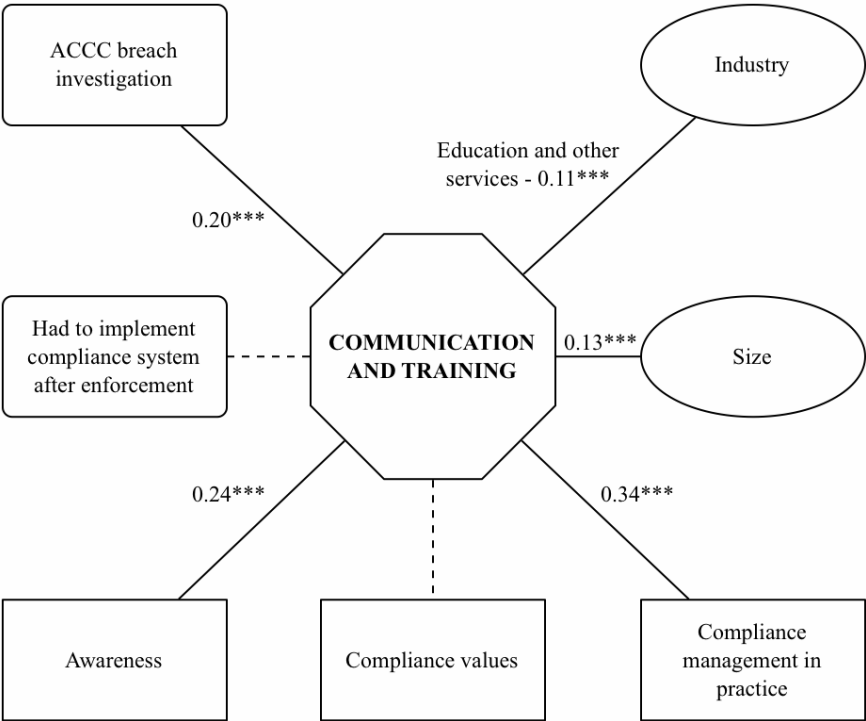 ACCC breach
investigation
Industry
Education and other
services - 0.11***
0.20***
Had to implement
compliance system
after enforcement
COMMUNICATION
AND TRAINING
0.13***
Size
0.24***
0.34***
Awareness
Compliance values
Compliance
management in
practice